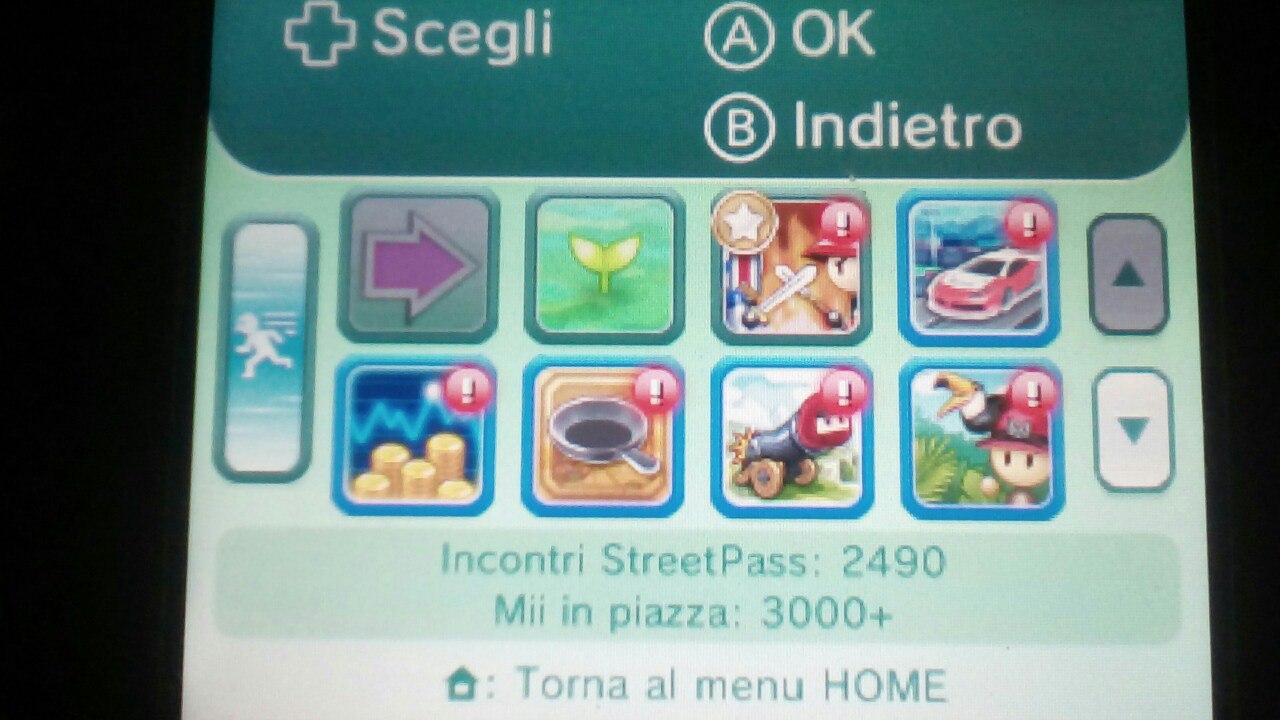 Scegli
A OK
B Indietro
Incontri StreetPass: 2490
Mii in piazza: 3000+
: Torna al menu HOME